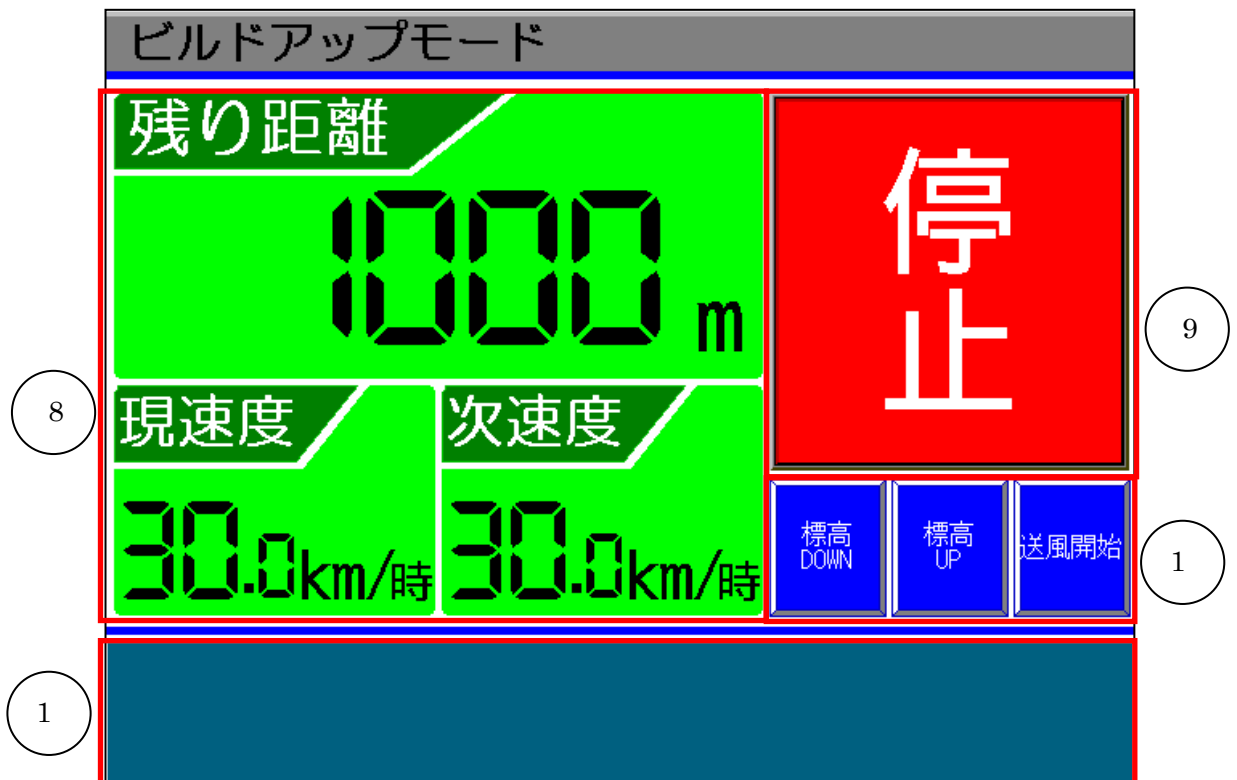 ビルドアップモード
残り距離
1000 m
停
止
9
8
現速度
次速度
30.0km/時
30.0km/時
標高
DOWN
標高
UP
送風開始
1
1